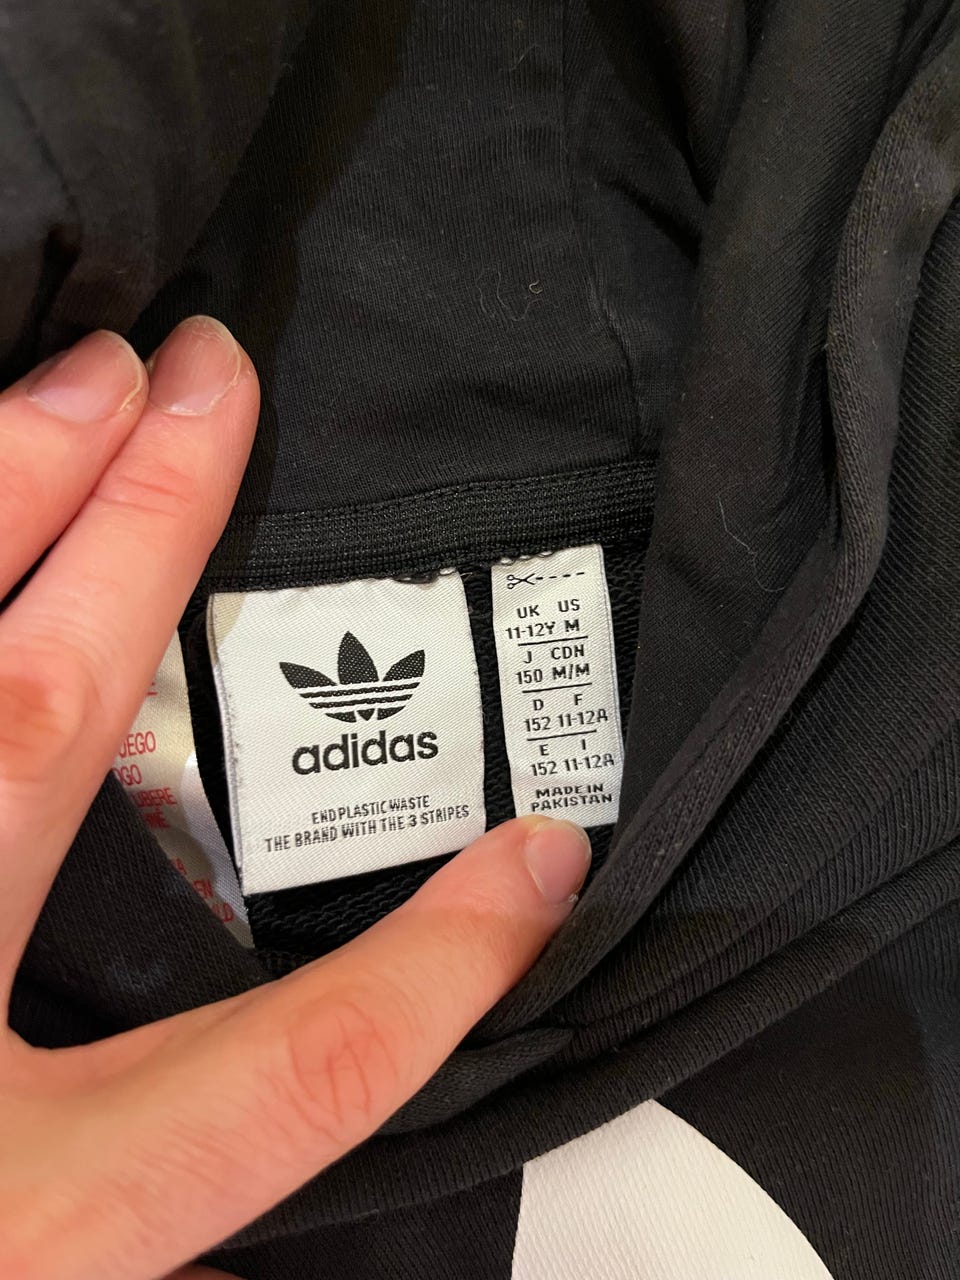 adidas
END PLASTIC WASTE
THE BRAND WITH THE 3 STRIPES
UK US
11-12Y M
J CDN
150 M/M
D F
152 11-12A
E I
152 11-12A
MADE IN
PAKISTAN